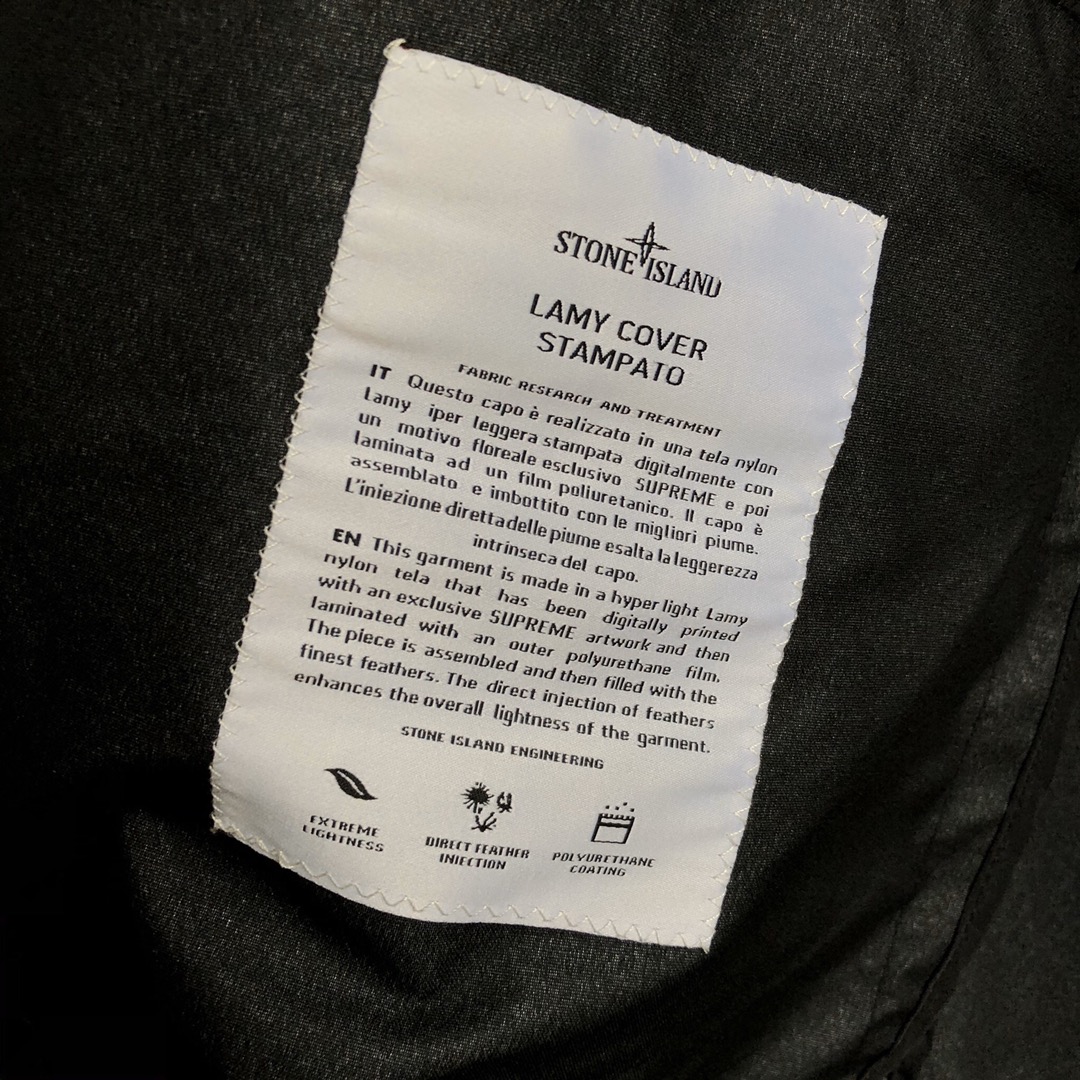 STONE ISLAND
LAMY COVER
STAMPATO
FABRIC RESEARCH AND TREATMENT
IT Questo capo è realizzato in una tela nylon
Lamy iper leggera stampata digitalmente con
un motivo floreale esclusivo SUPREME e poi
laminata ad un film poliuretanico. Il capo è
assemblato e imbottito con le migliori piume.
L'iniezione diretta delle piume esalta la leggerezza
intrinseca del capo.
EN This garment is made in a hyper light Lamy
nylon tela that has been digitally printed
with an exclusive SUPREME artwork and then
laminated with an outer polyurethane film.
The piece is assembled and then filled with the
finest feathers. The direct injection of feathers
enhances the overall lightness of the garment.
STONE ISLAND ENGINEERING
EXTREME
LIGHTNESS
DIRECT FEATHER
INJECTION
POLYURETHANE
COATING